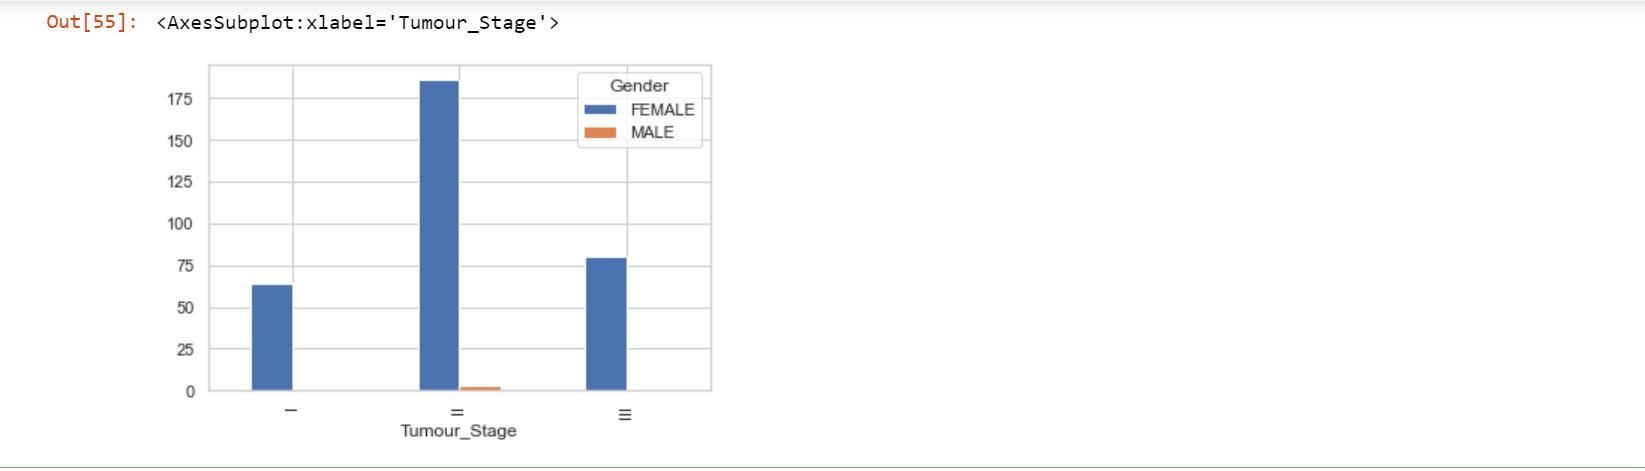 Out[55]: <AxesSubplot:xlabel='Tumour_Stage'>
Gender
FEMALE
MALE
175
150
125
100
75
50
25
0
I
II
III
Tumour_Stage